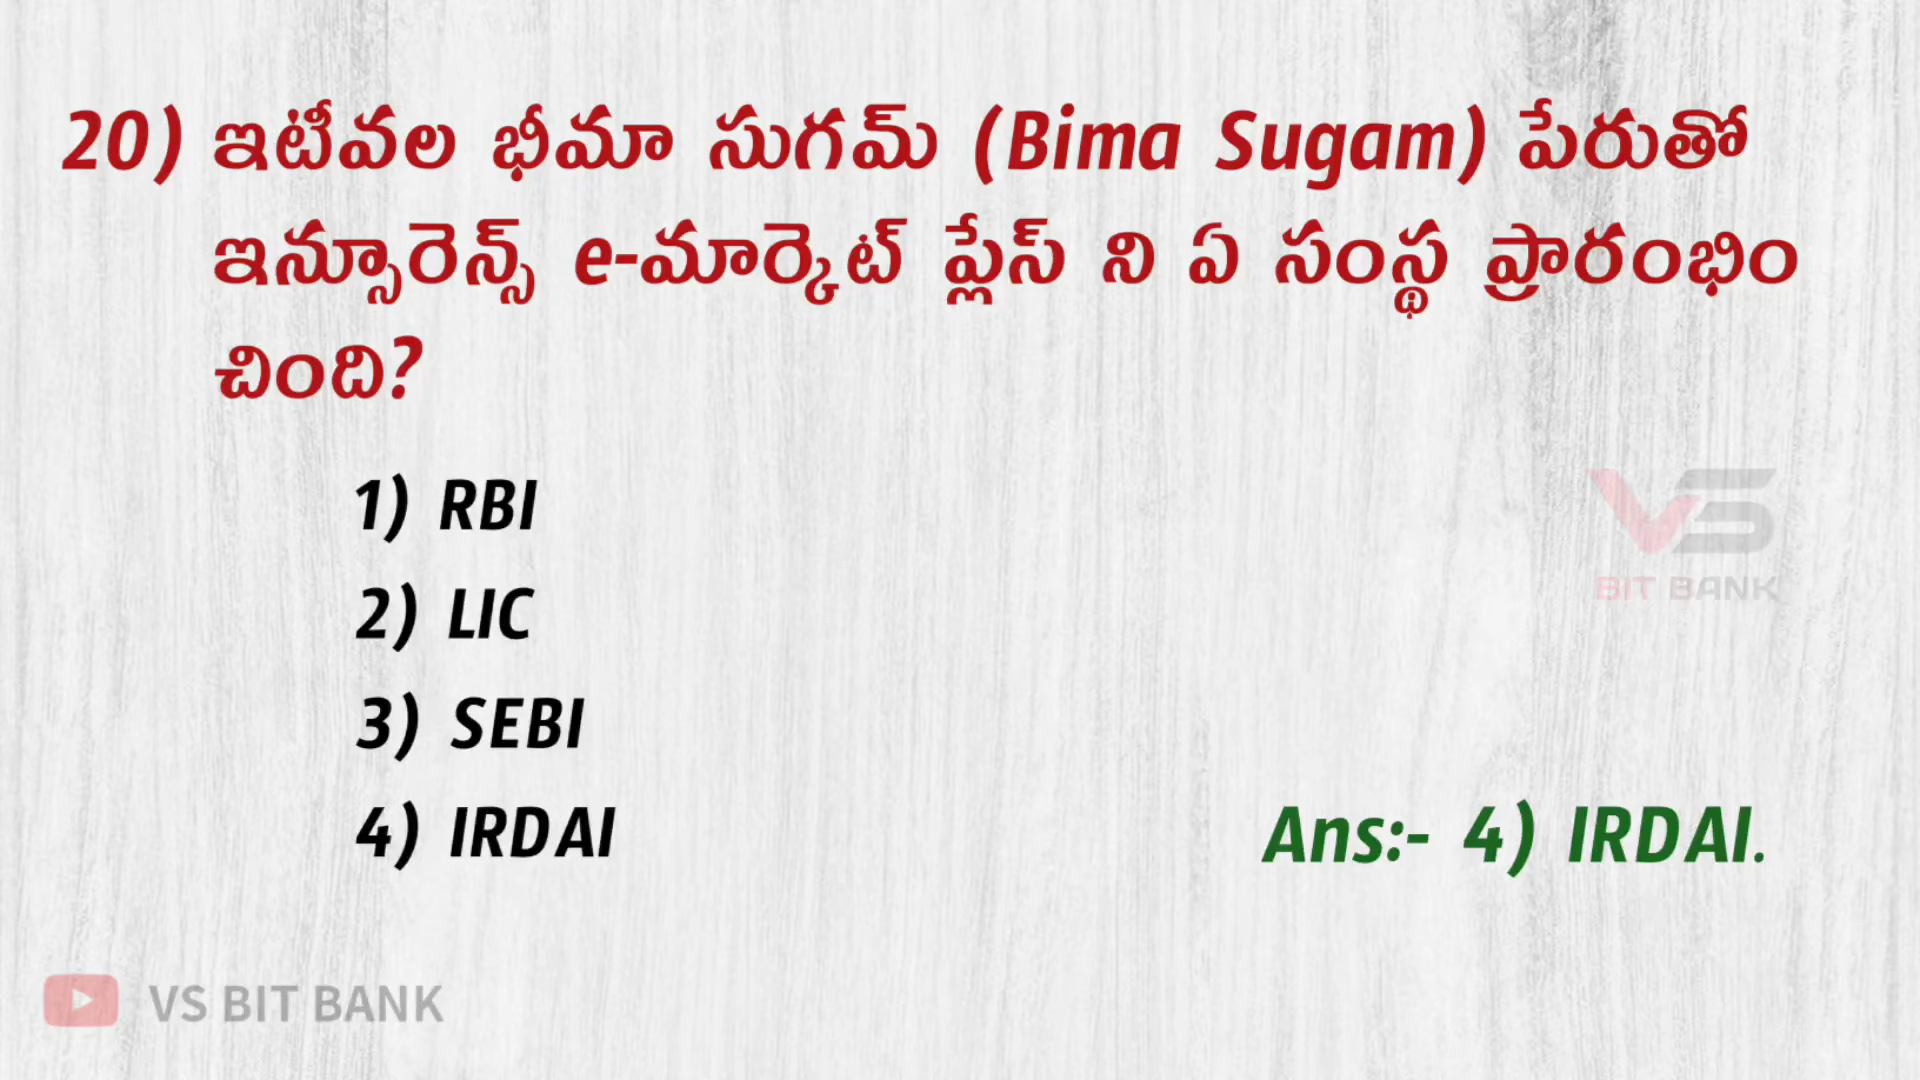 20) ఇటీవల భీమా సుగమ్ (Bima Sugam) పేరుతో
ఇన్సూరెన్స్ e-మార్కెట్ ప్లేస్ ని ఏ సంస్థ ప్రారంభిం
చింది?
1) RBI
2) LIC
3) SEBI
4) IRDAI
Ans:- 4) IRDAI.
VS
BIT BANK
VS BIT BANK